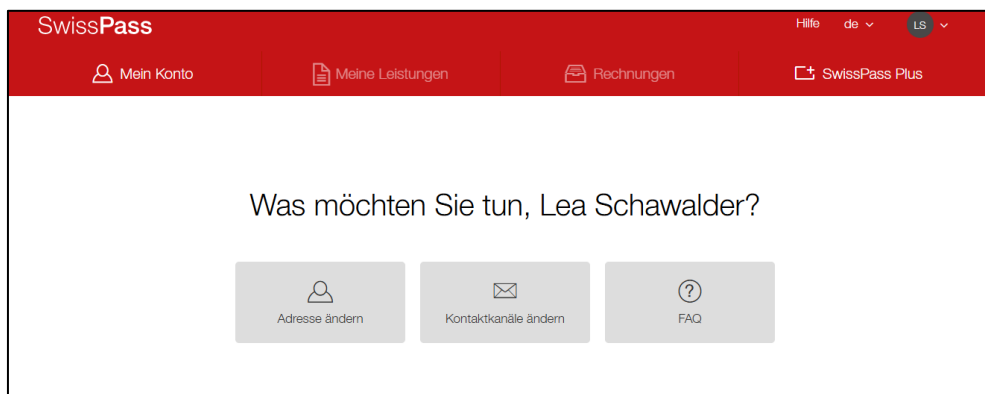 SwissPass
Hilfe de LS
Mein Konto Meine Leistungen Rechnungen SwissPass Plus
Was möchten Sie tun, Lea Schawalder?
Adresse ändern Kontaktkanäle ändern FAQ